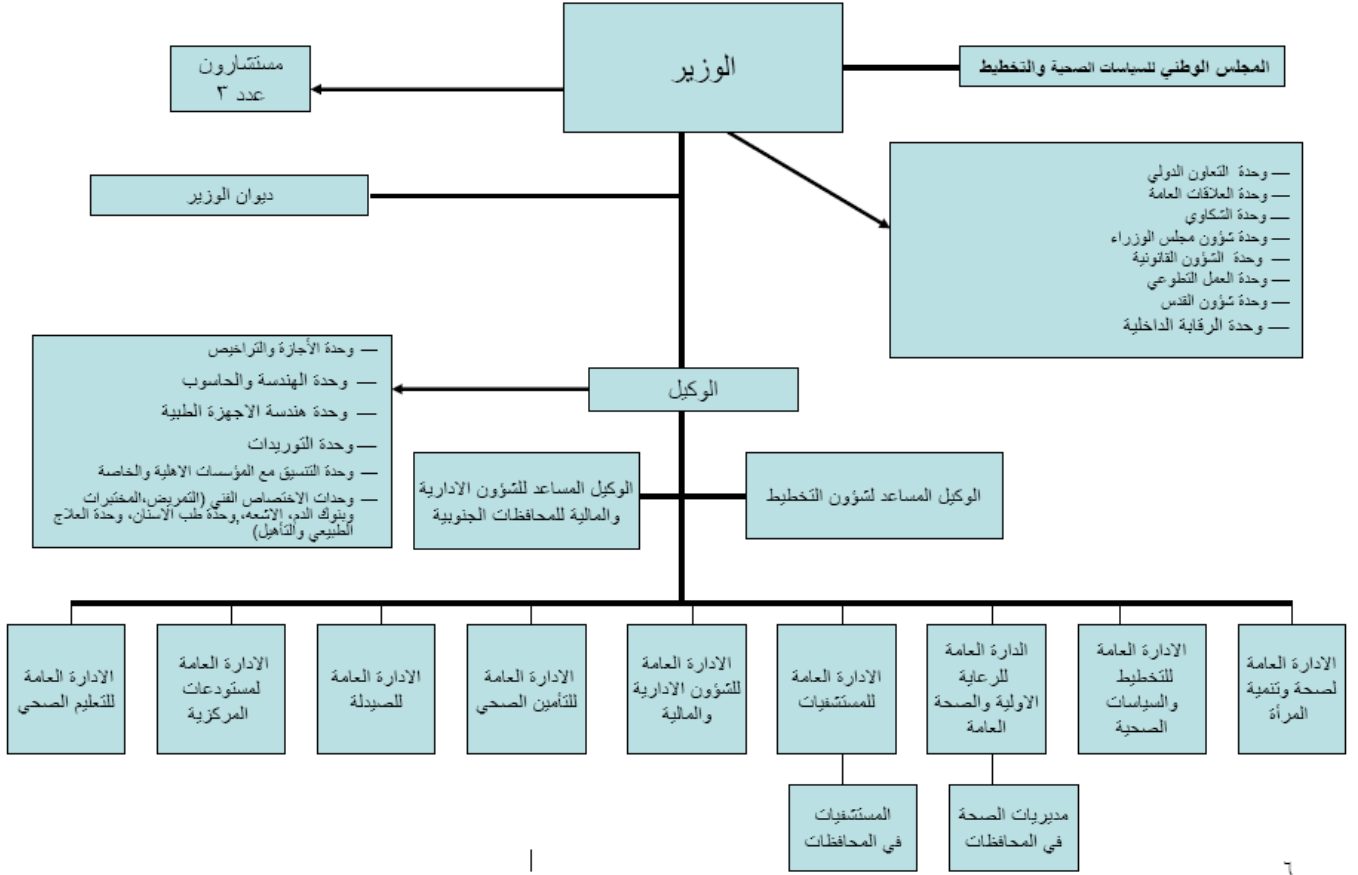 الوزير
المجلس الوطني للسياسات الصحية والتخطيط
مستشارون
عدد ٣
ديوان الوزير
— وحدة التعاون الدولي
— وحدة العلاقات العامة
— وحدة الشكاوي
— وحدة شؤون مجلس الوزراء
— وحدة الشؤون القانونية
— وحدة العمل التطوعي
— وحدة شؤون القدس
— وحدة الرقابة الداخلية
الوكيل
— وحدة الأجازة والتراخيص
— وحدة الهندسة والحاسوب
— وحدة هندسة الاجهزة الطبية
— وحدة التوريدات
— وحدة التنسيق مع المؤسسات الاهلية والخاصة
— وحدات الاختصاص الفني (التمريض،المختبرات
وبنوك الدم، الاشعه، وحدة طب الاسنان، وحدة العلاج
الطبيعي والتأهيل)
الوكيل المساعد لشؤون التخطيط
الوكيل المساعد للشؤون الادارية
والمالية للمحافظات الجنوبية
الادارة العامة
لصحة وتنمية
المرأة
الادارة العامة
للتخطيط
والسياسات
الصحية
الدارة العامة
للرعاية
الاولية والصحة
العامة
الادارة العامة
للمستشفيات
الادارة العامة
للشؤون الادارية
والمالية
الادارة العامة
للتأمين الصحي
الادارة العامة
للصيدلة
الادارة العامة
لمستودعات
المركزية
الادارة العامة
للتعليم الصحي
مديريات الصحة
في المحافظات
المستشفيات
في المحافظات
٦